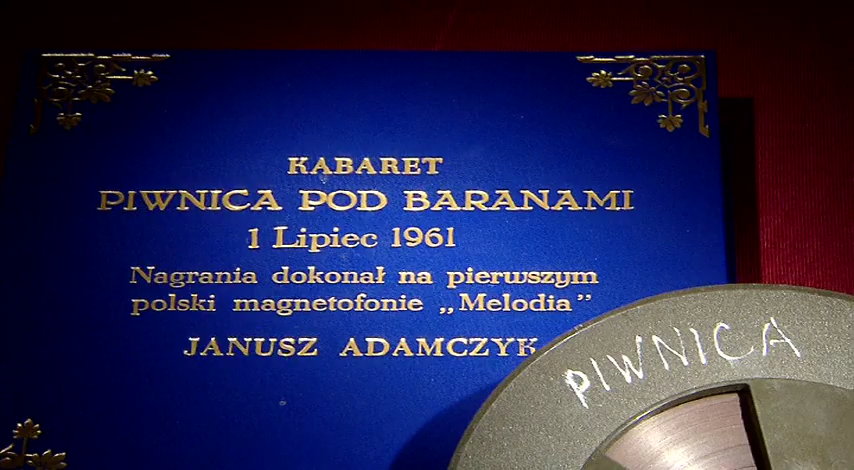 KABARET
PIWNICA POD BARANAMI
1 Lipiec 1961
Nagrania dokonał na pierwszym
polski magnetofonie „Melodia”
JANUSZ ADAMCZYK
PIWNICA